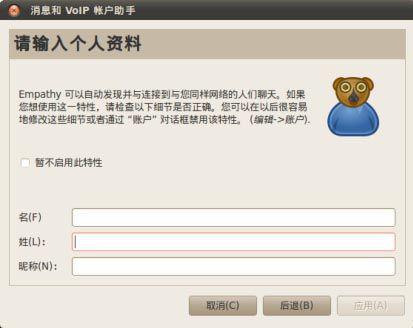 消息和 VoIP 帐户助手
请输入个人资料
Empathy 可以自动发现并与连接到与您同样网络的人们聊天。如果
您想使用这一特性，请检查以下细节是否正确。您可以在以后很容易
地修改这些细节或者通过 “账户” 对话框禁用该特性。 (编辑->账户).
暂不启用此特性
名(F)
姓(L)：
昵称(N)：
取消(C)
后退(B)
应用(A)